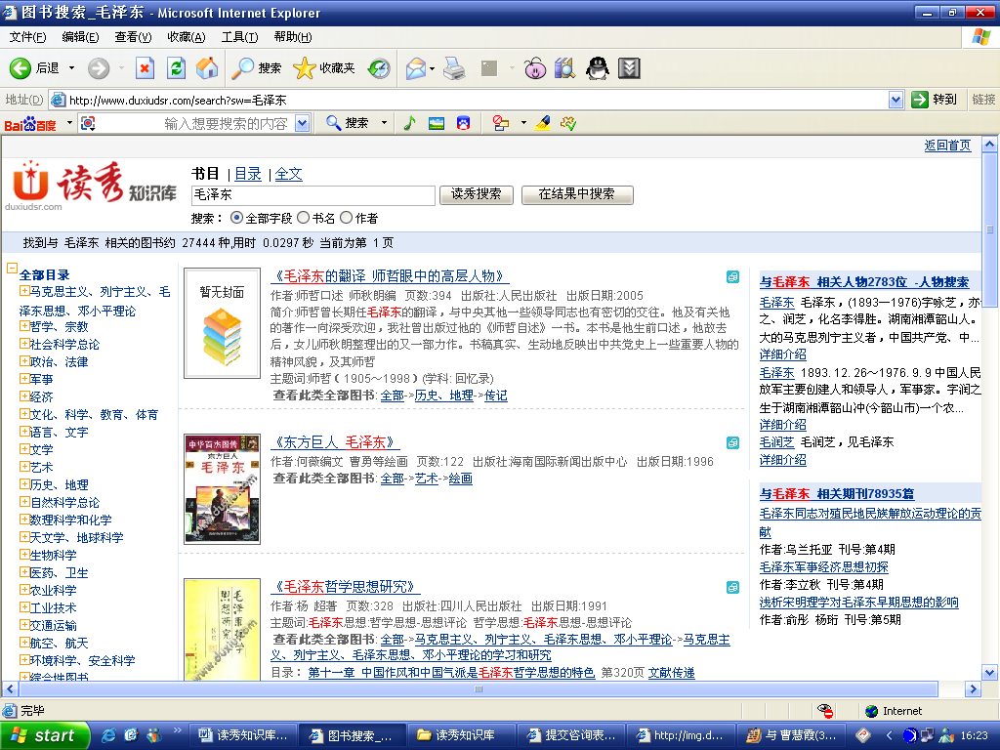 图书搜索_毛泽东 - Microsoft Internet Explorer
文件(F) 编辑(E) 查看(V) 收藏(A) 工具(T) 帮助(H)
后退 搜索 收藏夹
地址(D) http://www.duxiudsr.com/search?sw=毛泽东 转到 链接
Bai百度 输入想要搜索的内容 搜索
返回首页
读秀知识库
duxiudsr.com
书目 | 目录 | 全文
毛泽东 读秀搜索 在结果中搜索
搜索： 全部字段 书名 作者
找到与 毛泽东 相关的图书约 27444 种,用时 0.0297 秒 当前为第 1 页
全部目录
马克思主义、列宁主义、毛
泽东思想、邓小平理论
哲学、宗教
社会科学总论
政治、法律
军事
经济
文化、科学、教育、体育
语言、文字
文学
艺术
历史、地理
自然科学总论
数理科学和化学
天文学、地球科学
生物科学
医药、卫生
农业科学
工业技术
交通运输
航空、航天
环境科学、安全科学
综合性图书
暂无封面
《毛泽东的翻译 师哲眼中的高层人物》
作者:师哲口述 师秋朗编 页数:394 出版社:人民出版社 出版日期:2005
简介:师哲曾长期任毛泽东的翻译，与中央其他一些领导同志也有密切的交往。他及有关他
的著作一向深受欢迎，我社曾出版过他的《师哲自述》一书。本书是他生前口述，他故去
后，女儿师秋朗整理出的又一部力作。书稿真实、生动地反映出中共党史上一些重要人物的
精神风貌，及其师哲
主题词:师哲（1905～1998）(学科: 回忆录)
查看此类全部图书: 全部->历史、地理->传记
中华百杰图传
东方巨人
毛泽东
《东方巨人 毛泽东》
作者:何薇编文 曹勇等绘画 页数:122 出版社:海南国际新闻出版中心 出版日期:1996
查看此类全部图书: 全部->艺术->绘画
毛泽东哲学
思想研究
www.duxiu.com
《毛泽东哲学思想研究》
作者:杨 超著 页数:328 出版社:四川人民出版社 出版日期:1991
主题词:毛泽东思想:哲学思想-思想评论 哲学思想:毛泽东思想-思想评论
查看此类全部图书: 全部->马克思主义、列宁主义、毛泽东思想、邓小平理论->马克思主
义、列宁主义、毛泽东思想、邓小平理论的学习和研究
目录： 第十一章 中国作风和中国气派是毛泽东哲学思想的特色 第320页 文献传递
与毛泽东 相关人物2783位 -人物搜索
毛泽东 毛泽东，(1893—1976)字咏芝，亦
之、润芝，化名李得胜。湖南湘潭韶山人。
大的马克思列宁主义者，中国共产党、中...
详细介绍
毛泽东 1893．12．26～1976．9．9 中国人民
放军主要创建人和领导人，军事家。字润之
生于湖南湘潭韶山冲(今韶山市)一个农...
详细介绍
毛润芝 毛润芝，见毛泽东
详细介绍
与毛泽东 相关期刊78935篇
毛泽东同志对殖民地民族解放运动理论的贡
献
作者:乌兰托亚 刊号:第4期
毛泽东军事经济思想初探
作者:李立秋 刊号:第4期
浅析宋明理学对毛泽东早期思想的影响
作者:俞彤 杨珩 刊号:第5期
完毕 Internet
start 读秀知识库... 图书搜索_... 读秀知识库 提交咨询表... http://img.d... 与 曹慧霞(3... 16:23